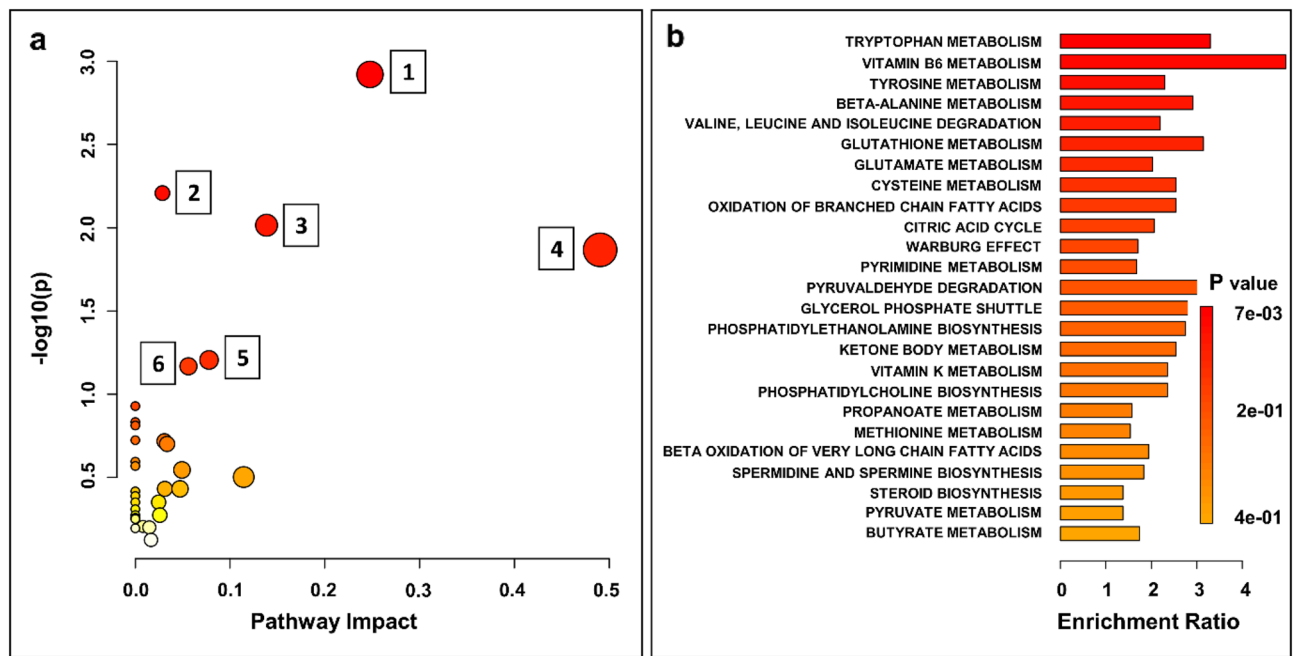 a
3.0
2.5
2.0
1.5
1.0
0.5
-log10(p)
1
2
3
4
5
6
0.0 0.1 0.2 0.3 0.4 0.5
Pathway Impact
b
TRYPTOPHAN METABOLISM
VITAMIN B6 METABOLISM
TYROSINE METABOLISM
BETA-ALANINE METABOLISM
VALINE, LEUCINE AND ISOLEUCINE DEGRADATION
GLUTATHIONE METABOLISM
GLUTAMATE METABOLISM
CYSTEINE METABOLISM
OXIDATION OF BRANCHED CHAIN FATTY ACIDS
CITRIC ACID CYCLE
WARBURG EFFECT
PYRIMIDINE METABOLISM
PYRUVALDEHYDE DEGRADATION
GLYCEROL PHOSPHATE SHUTTLE
PHOSPHATIDYLETHANOLAMINE BIOSYNTHESIS
KETONE BODY METABOLISM
VITAMIN K METABOLISM
PHOSPHATIDYLCHOLINE BIOSYNTHESIS
PROPANOATE METABOLISM
METHIONINE METABOLISM
BETA OXIDATION OF VERY LONG CHAIN FATTY ACIDS
SPERMIDINE AND SPERMINE BIOSYNTHESIS
STEROID BIOSYNTHESIS
PYRUVATE METABOLISM
BUTYRATE METABOLISM
P value
7e-03
2e-01
4e-01
0 1 2 3 4
Enrichment Ratio